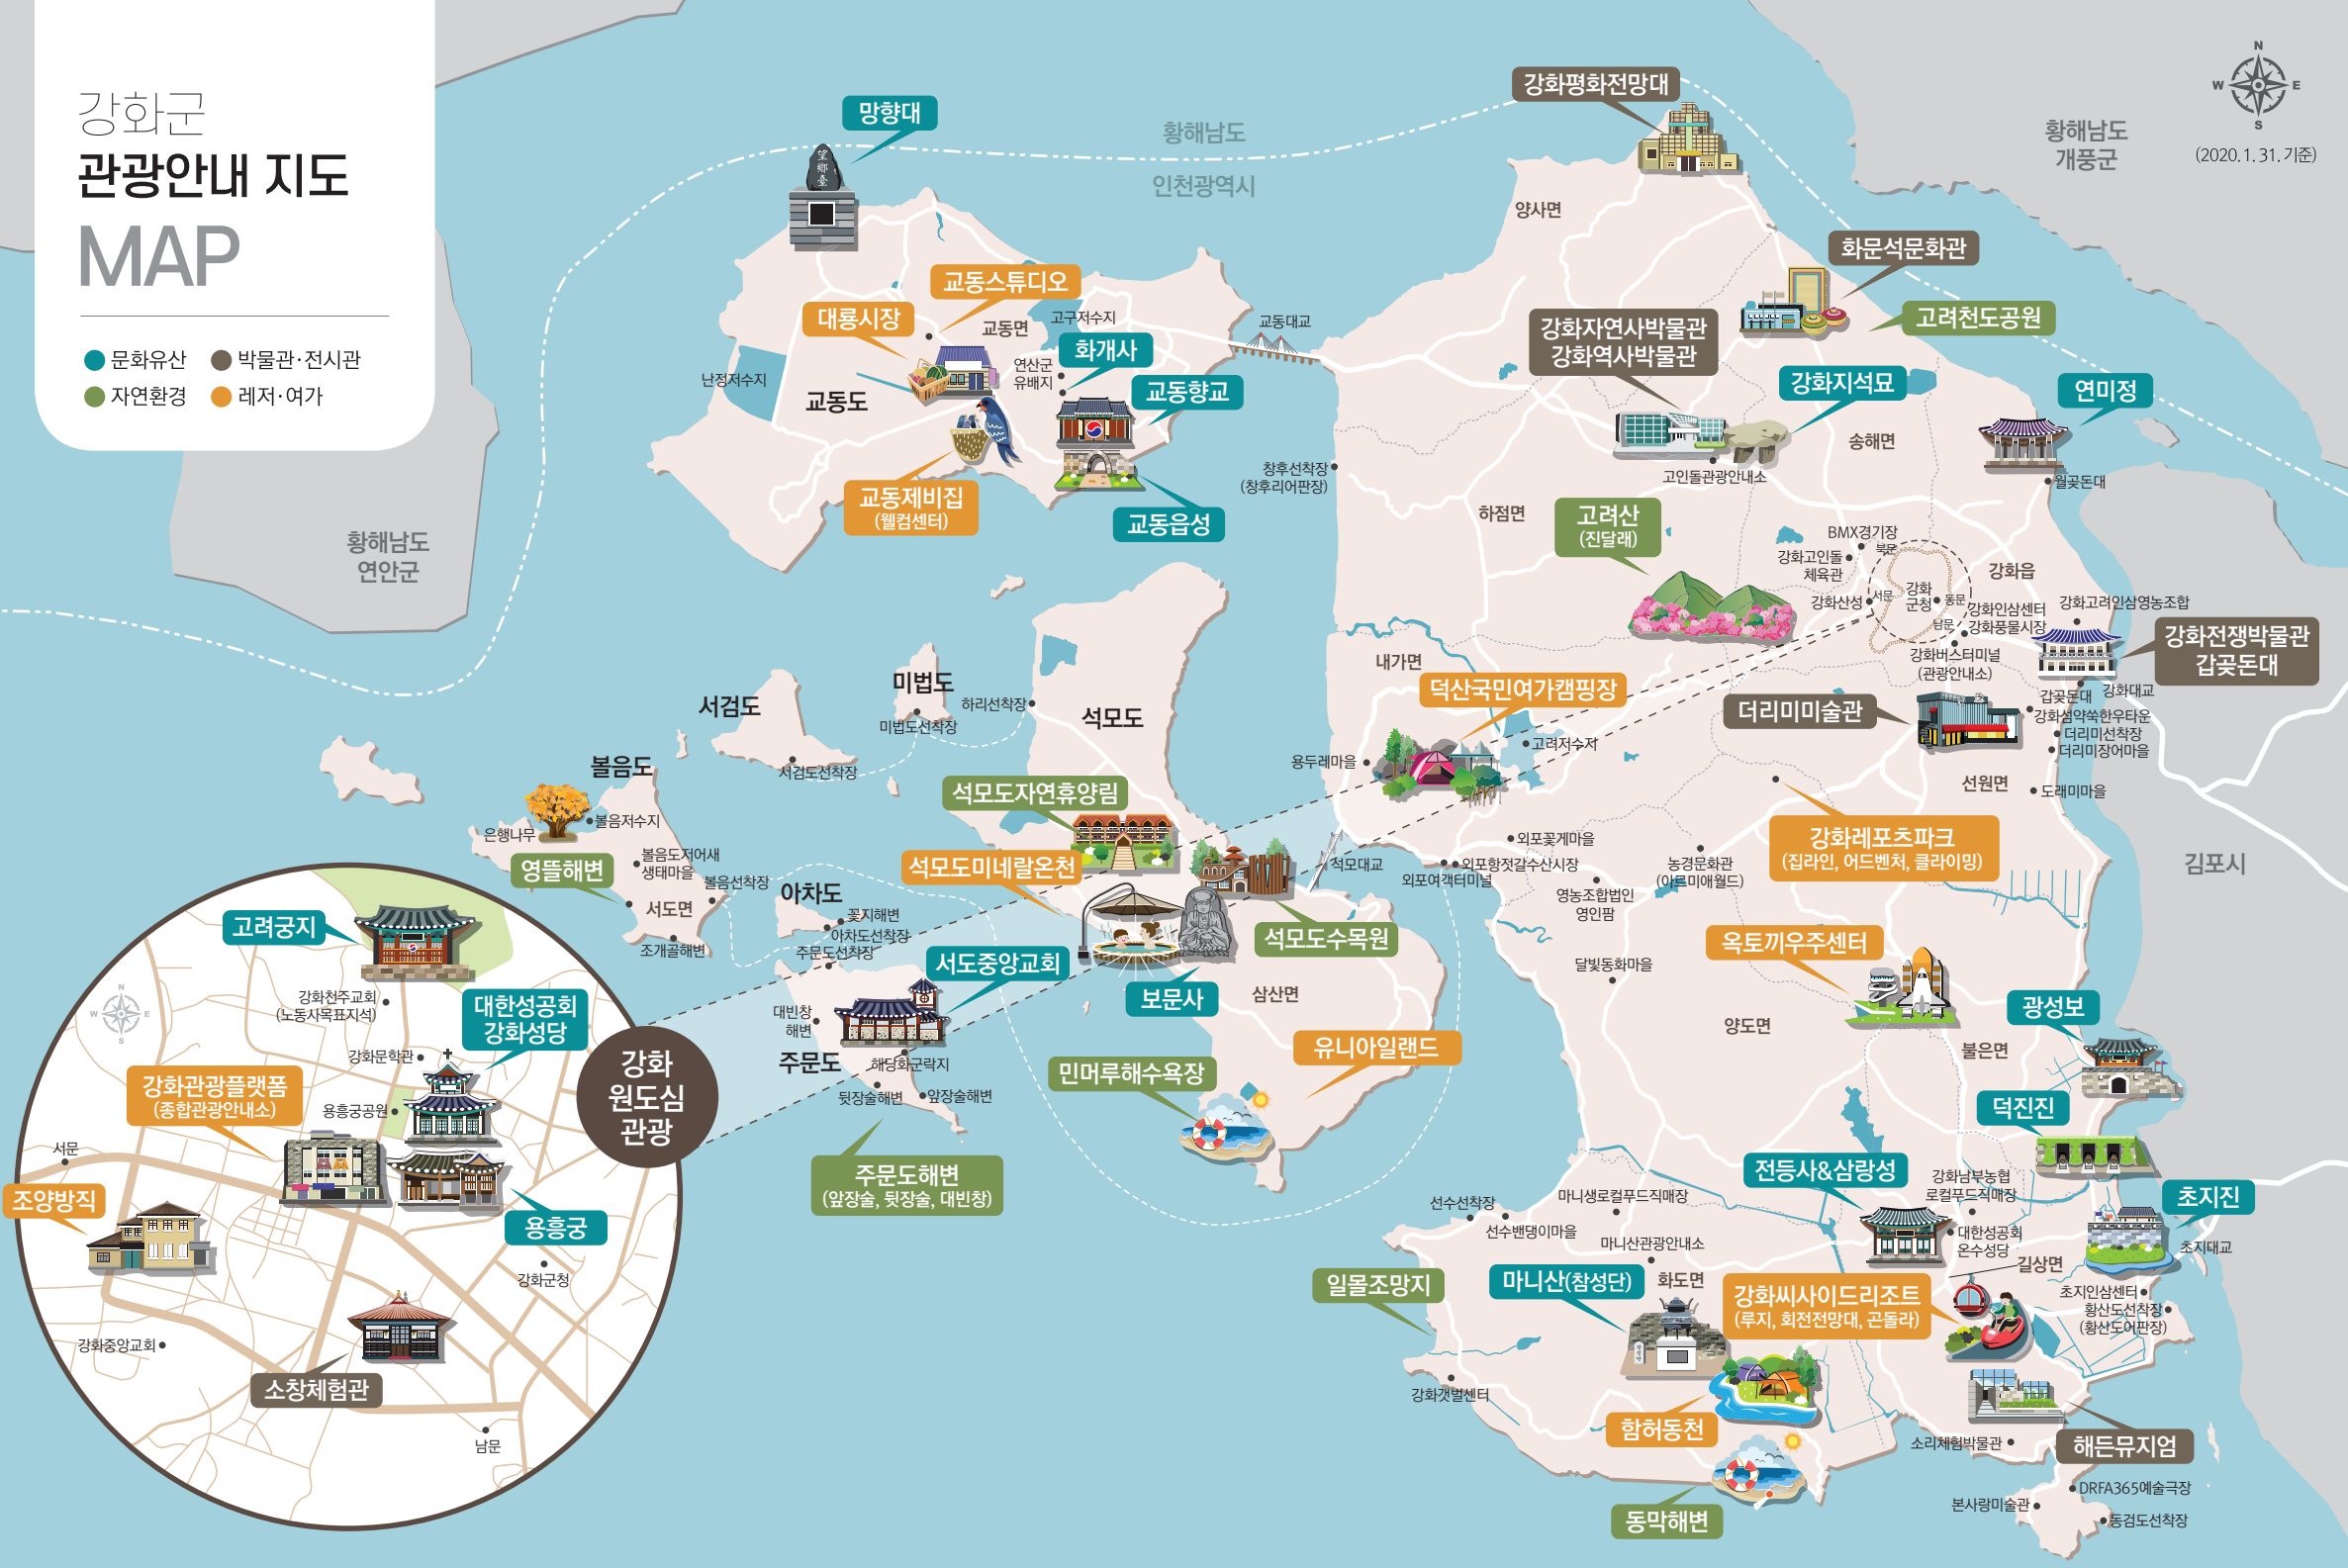 강화군
관광안내 지도
MAP
문화유산
박물관·전시관
자연환경
레저·여가
N
W
E
S
(2020. 1. 31. 기준)
황해남도
개풍군
황해남도
인천광역시
황해남도
연안군
김포시
망향대
교동스튜디오
대룡시장
교동면
고구저수지
교동대교
화개사
연산군
유배지
난정저수지
교동도
교동향교
교동제비집
(웰컴센터)
교동읍성
창후선착장
(창후리어판장)
강화평화전망대
양사면
화문석문화관
고려천도공원
강화자연사박물관
강화역사박물관
강화지석묘
연미정
송해면
고인돌관광안내소
월곶돈대
하점면
고려산
(진달래)
BMX경기장
북문
강화고인돌
체육관
강화읍
강화산성
서문
강화
군청
동문
남문
강화인삼센터
강화풍물시장
강화고려인삼영농조합
강화버스터미널
(관광안내소)
강화전쟁박물관
갑곶돈대
갑곶돈대
강화대교
강화섬약쑥한우타운
더리미선착장
더리미장어마을
더리미미술관
선원면
도래미마을
내가면
덕산국민여가캠핑장
고려저수지
용두레마을
강화레포츠파크
(집라인, 어드벤처, 클라이밍)
외포꽃게마을
외포항젓갈수산시장
외포여객터미널
농경문화관
(아르미애월드)
영농조합법인
영인팜
달빛동화마을
옥토끼우주센터
양도면
불은면
광성보
덕진진
초지진
초지대교
전등사&삼랑성
강화남부농협
로컬푸드직매장
대한성공회
온수성당
길상면
초지인삼센터
황산도선착장
(황산도어판장)
선수선착장
선수밴댕이마을
마니생로컬푸드직매장
마니산관광안내소
일몰조망지
마니산(참성단)
화도면
강화씨사이드리조트
(루지, 회전전망대, 곤돌라)
강화갯벌센터
함허동천
동막해변
소리체험박물관
해든뮤지엄
DRFA365예술극장
본사랑미술관
동검도선착장
서검도
서검도선착장
미법도
미법도선착장
하리선착장
석모도
석모도자연휴양림
석모도미네랄온천
석모대교
석모도수목원
보문사
삼산면
유니아일랜드
민머루해수욕장
볼음도
은행나무
볼음저수지
영뜰해변
볼음도저어새
생태마을
볼음선착장
서도면
조개골해변
아차도
꽃지해변
아차도선착장
주문도선착장
서도중앙교회
대빈창
해변
주문도
해당화군락지
뒷장술해변
앞장술해변
주문도해변
(앞장술, 뒷장술, 대빈창)
강화
원도심
관광
고려궁지
강화천주교회
(노동사목표지석)
대한성공회
강화성당
N
W
E
S
강화문학관
강화관광플랫폼
(종합관광안내소)
용흥궁공원
서문
조양방직
용흥궁
강화군청
강화중앙교회
소창체험관
남문